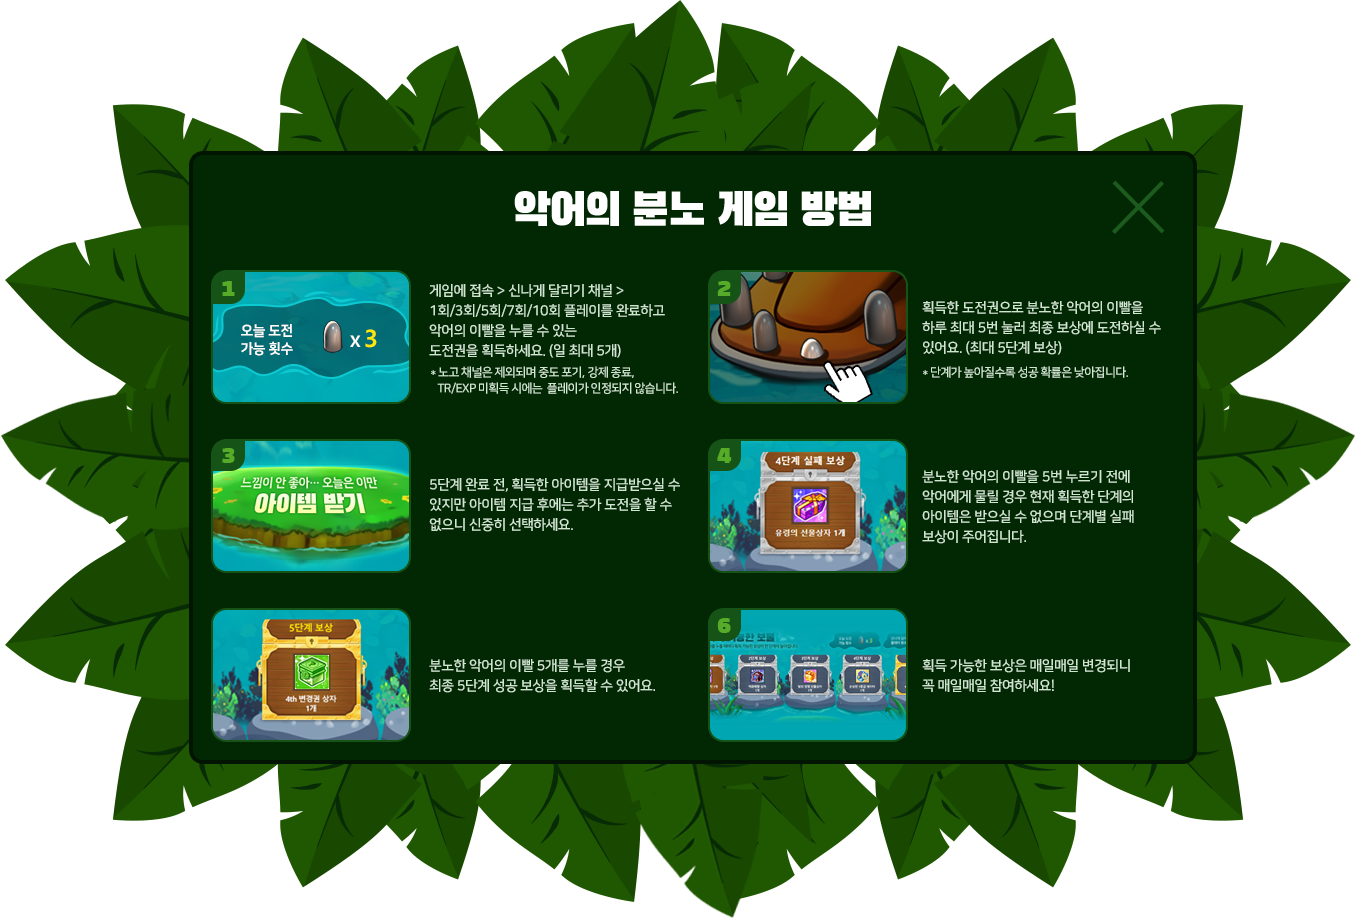 악어의 분노 게임 방법
1
오늘 도전
가능 횟수
x 3
게임에 접속 > 신나게 달리기 채널 >
1회/3회/5회/7회/10회 플레이를 완료하고
악어의 이빨을 누를 수 있는
도전권을 획득하세요. (일 최대 5개)
* 노고 채널은 제외되며 중도 포기, 강제 종료,
TR/EXP 미획득 시에는 플레이가 인정되지 않습니다.
2
획득한 도전권으로 분노한 악어의 이빨을
하루 최대 5번 눌러 최종 보상에 도전하실 수
있어요. (최대 5단계 보상)
* 단계가 높아질수록 성공 확률은 낮아집니다.
3
느낌이 안 좋아... 오늘은 이만
아이템 받기
5단계 완료 전, 획득한 아이템을 지급받으실 수
있지만 아이템 지급 후에는 추가 도전을 할 수
없으니 신중히 선택하세요.
4
4단계 실패 보상
유령의 선물상자 1개
분노한 악어의 이빨을 5번 누르기 전에
악어에게 물릴 경우 현재 획득한 단계의
아이템은 받으실 수 없으며 단계별 실패
보상이 주어집니다.
5단계 보상
4th 변경권 상자
1개
분노한 악어의 이빨 5개를 누를 경우
최종 5단계 성공 보상을 획득할 수 있어요.
6
2단계 보상
3단계 보상
4단계 보상
획득 가능한 보상은 매일매일 변경되니
꼭 매일매일 참여하세요!